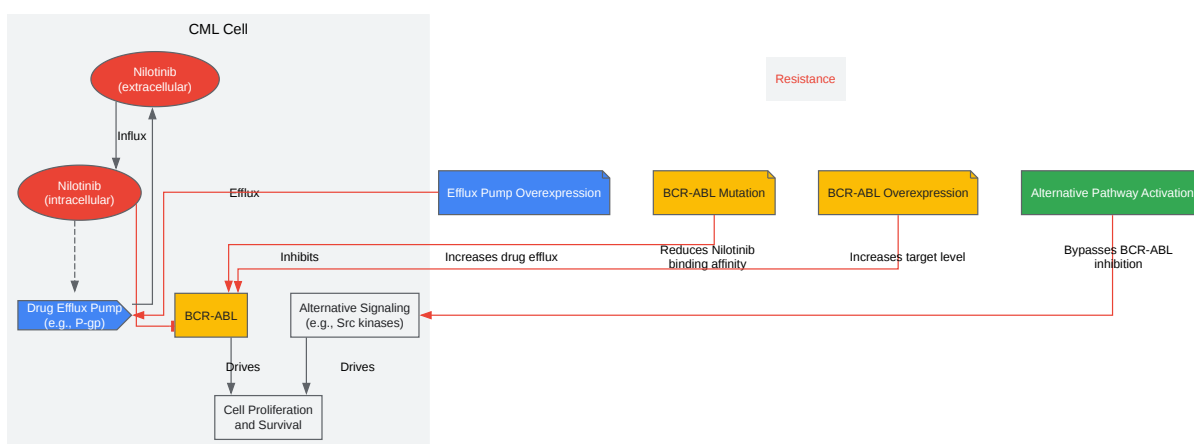 CML Cell
Nilotinib
(extracellular)
Resistance
Influx
Nilotinib
(intracellular)
Efflux
Efflux Pump Overexpression
BCR-ABL Mutation
BCR-ABL Overexpression
Alternative Pathway Activation
Inhibits
Increases drug efflux
Reduces Nilotinib
binding affinity
Increases target level
Bypasses BCR-ABL
inhibition
Drug Efflux Pump
(e.g., P-gp)
BCR-ABL
Alternative Signaling
(e.g., Src kinases)
Drives
Drives
Cell Proliferation
and Survival